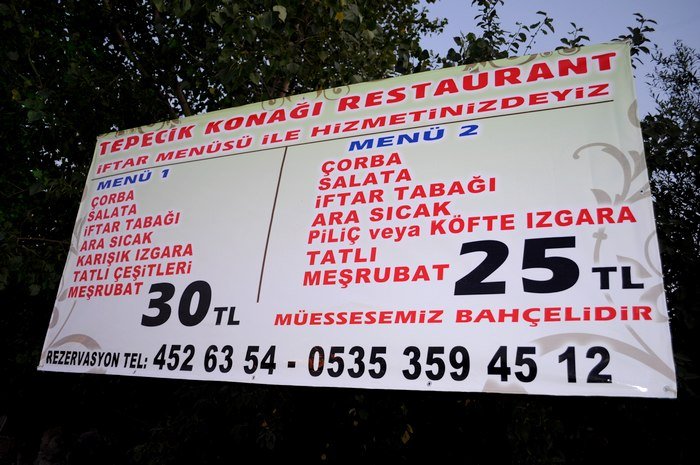 TEPECİK KONAĞI RESTAURANT
İFTAR MENÜSÜ İLE HİZMETİNİZDEYİZ
MENÜ 1
ÇORBA
SALATA
İFTAR TABAĞI
ARA SICAK
KARIŞIK IZGARA
TATLI ÇEŞİTLERİ
MEŞRUBAT
30 TL
MENÜ 2
ÇORBA
SALATA
İFTAR TABAĞI
ARA SICAK
PİLİÇ veya KÖFTE IZGARA
TATLI
MEŞRUBAT
25 TL
MÜESSESEMİZ BAHÇELİDİR
REZERVASYON TEL: 452 63 54 - 0535 359 45 12